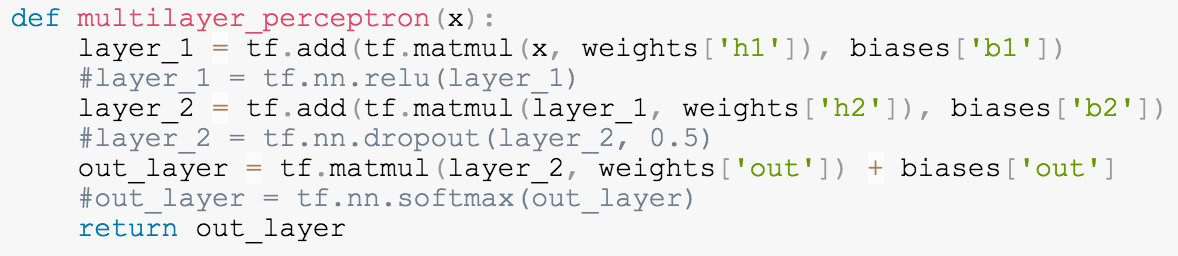 def multilayer_perceptron(x):
    layer_1 = tf.add(tf.matmul(x, weights['h1']), biases['b1'])
    #layer_1 = tf.nn.relu(layer_1)
    layer_2 = tf.add(tf.matmul(layer_1, weights['h2']), biases['b2'])
    #layer_2 = tf.nn.dropout(layer_2, 0.5)
    out_layer = tf.matmul(layer_2, weights['out']) + biases['out']
    #out_layer = tf.nn.softmax(out_layer)
    return out_layer